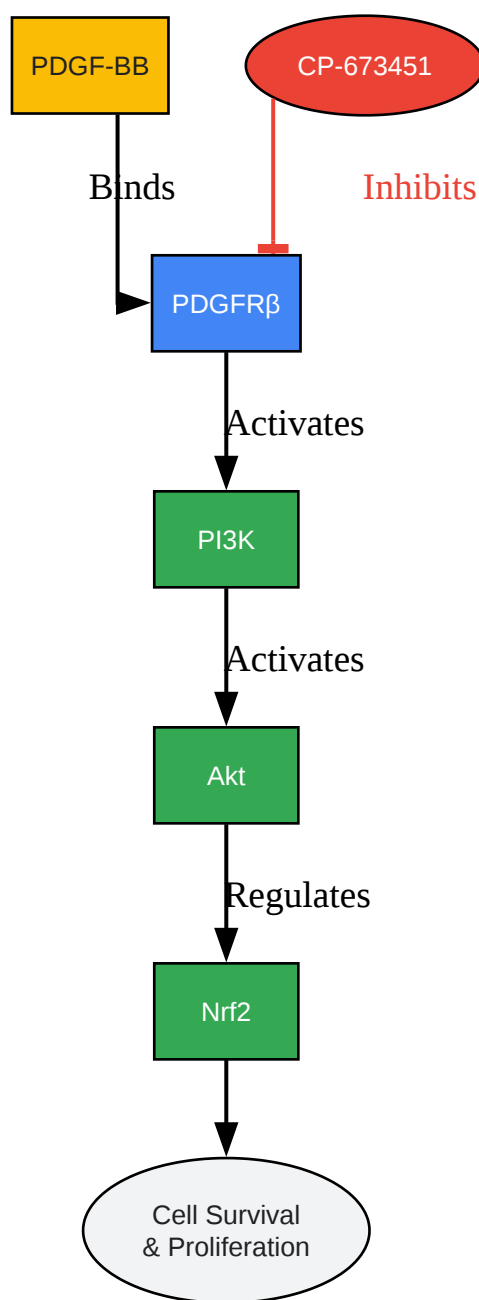 PDGF-BB
CP-673451
Binds
Inhibits
PDGFRβ
Activates
PI3K
Activates
Akt
Regulates
Nrf2
Cell Survival
& Proliferation